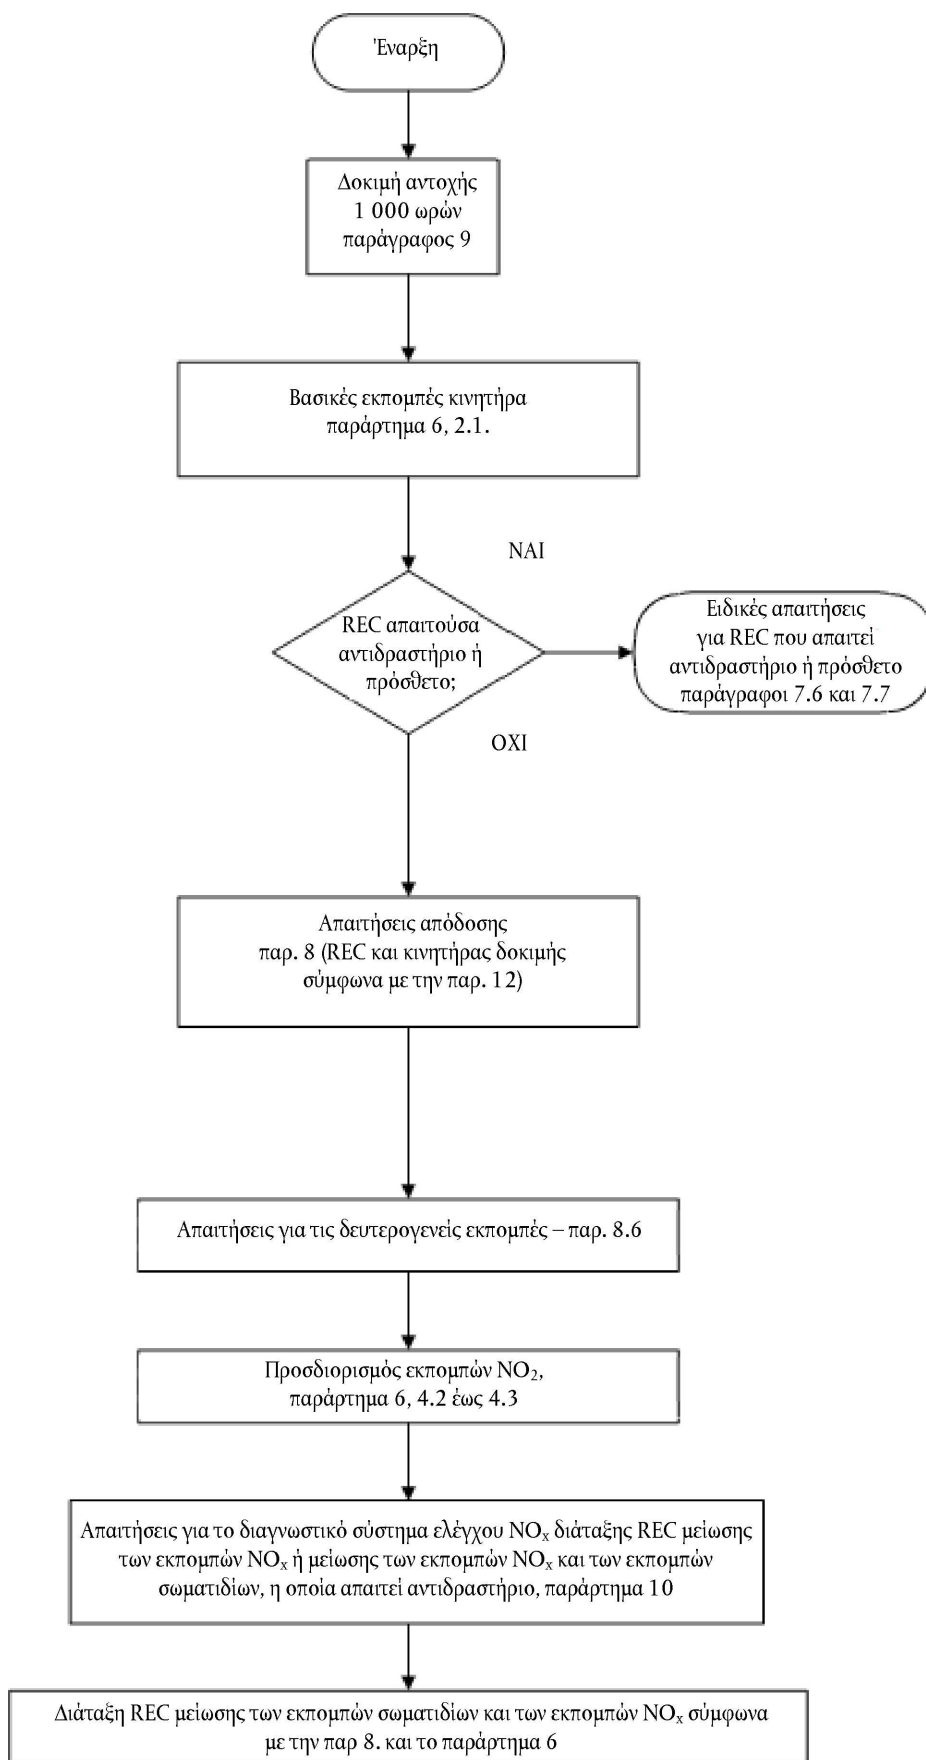 Έναρξη
Δοκιμή αντοχής
1 000 ωρών
παράγραφος 9
Βασικές εκπομπές κινητήρα
παράρτημα 6, 2.1.
ΝΑΙ
REC απαιτούσα
αντιδραστήριο ή
πρόσθετο;
Ειδικές απαιτήσεις
για REC που απαιτεί
αντιδραστήριο ή πρόσθετο
παράγραφοι 7.6 και 7.7
ΟΧΙ
Απαιτήσεις απόδοσης
παρ. 8 (REC και κινητήρας δοκιμής
σύμφωνα με την παρ. 12)
Απαιτήσεις για τις δευτερογενείς εκπομπές – παρ. 8.6
Προσδιορισμός εκπομπών NO₂,
παράρτημα 6, 4.2 έως 4.3
Απαιτήσεις για το διαγνωστικό σύστημα ελέγχου NOₓ διάταξης REC μείωσης
των εκπομπών NOₓ ή μείωσης των εκπομπών NOₓ και των εκπομπών
σωματιδίων, η οποία απαιτεί αντιδραστήριο, παράρτημα 10
Διάταξη REC μείωσης των εκπομπών σωματιδίων και των εκπομπών NOₓ σύμφωνα
με την παρ 8. και το παράρτημα 6